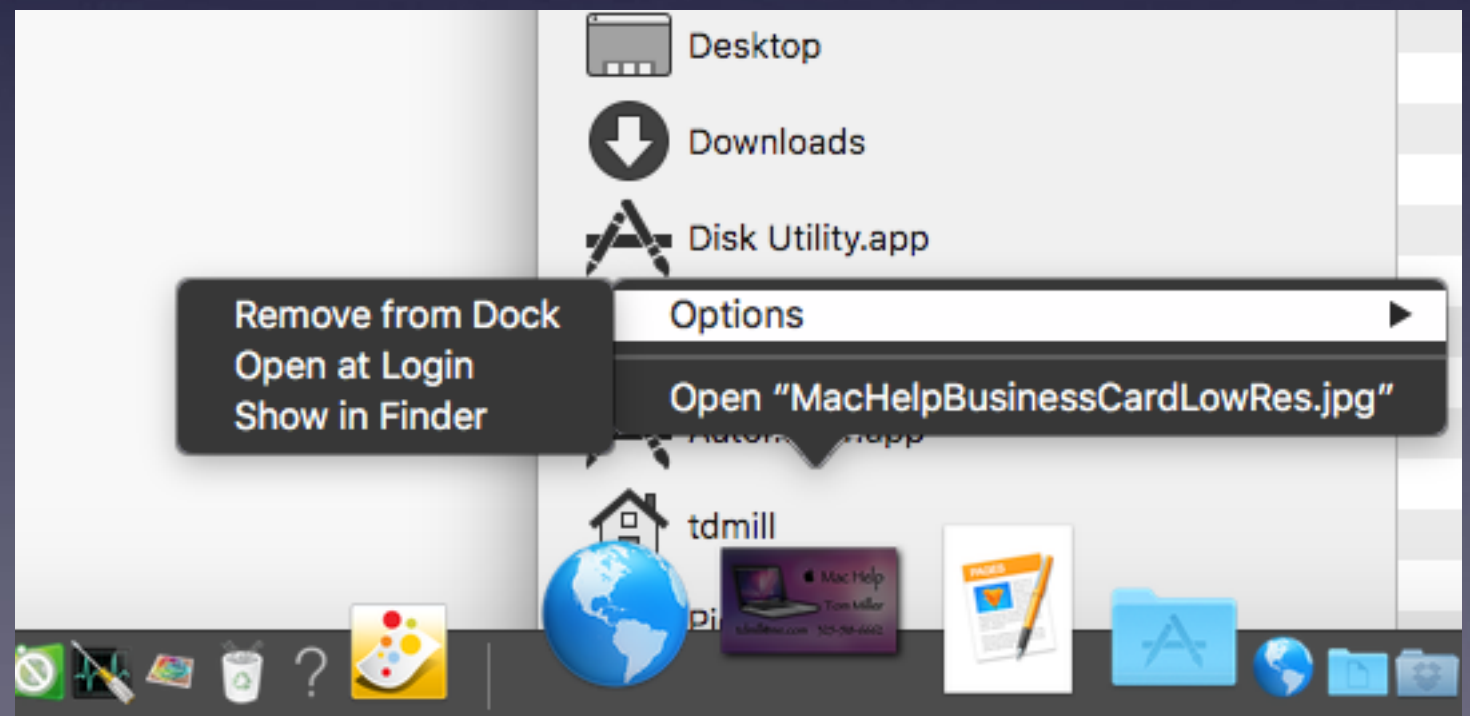 Desktop
Downloads
Disk Utility.app
Remove from Dock
Open at Login
Show in Finder
Options
Open “MacHelpBusinessCardLowRes.jpg”
tdmill
Mac Help
Tom Miller
PAGES
?